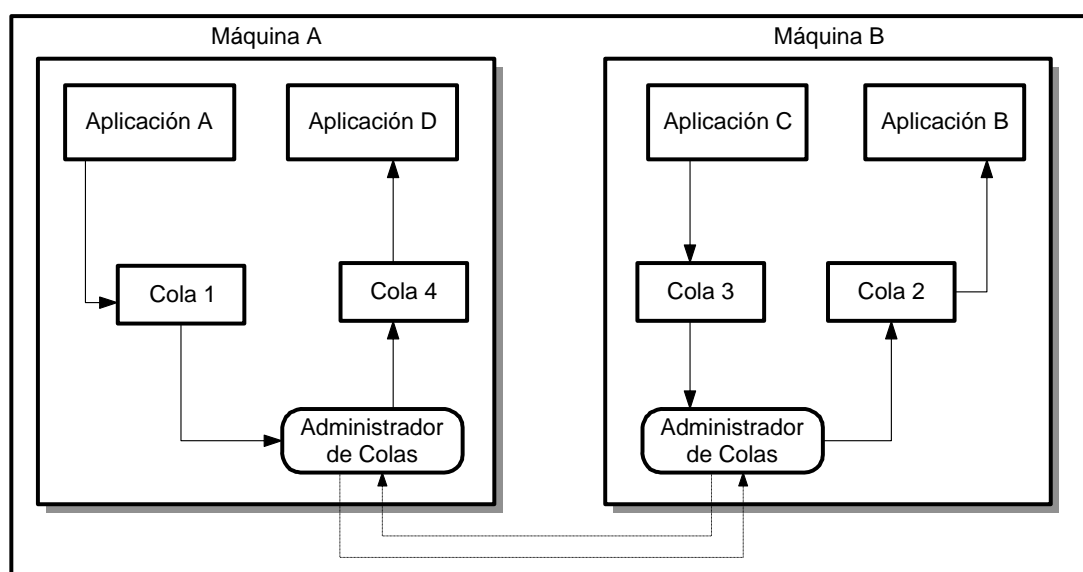 Máquina A
Máquina B
Aplicación A
Aplicación D
Aplicación C
Aplicación B
Cola 1
Cola 4
Cola 3
Cola 2
Administrador
de Colas
Administrador
de Colas